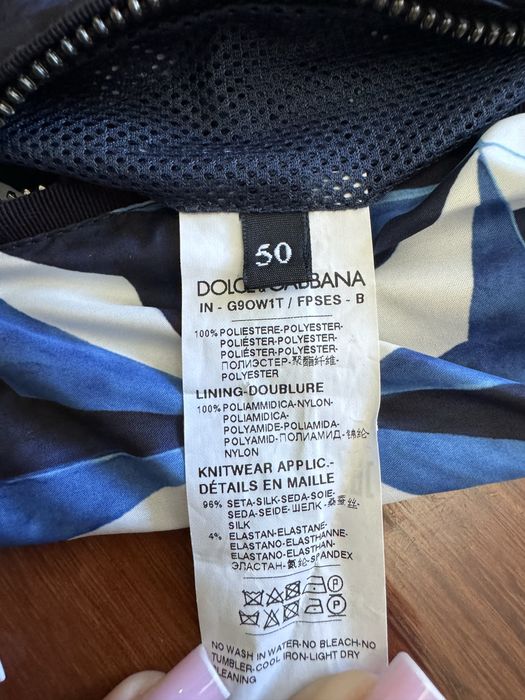 50
DOLCE&GABBANA
IN - G9OW1T / FPSES - B
100% POLIESTERE-POLYESTER-
POLIÉSTER-POLYESTER-
POLIÉSTER-POLYESTER-
ПОЛИЭСТЕР-聚酯纤维-
POLYESTER
LINING-DOUBLURE
100% POLIAMMIDICA-NYLON-
POLIAMIDICA-
POLYAMIDE-POLIAMIDA-
POLYAMID-ПОЛИАМИД-锦纶-
NYLON
KNITWEAR APPLIC.-
DÉTAILS EN MAILLE
96% SETA-SILK-SEDA-SOIE-
SEDA-SEIDE-ШЕЛК-桑蚕丝-
SILK
4% ELASTAN-ELASTANE-
ELASTANO-ELASTHANNE-
ELASTANO-ELASTHAN-
ЭЛАСТАН-氨纶-SPANDEX
P
P
NO WASH IN WATER-NO BLEACH-NO
TUMBLER-COOL IRON-LIGHT DRY
CLEANING